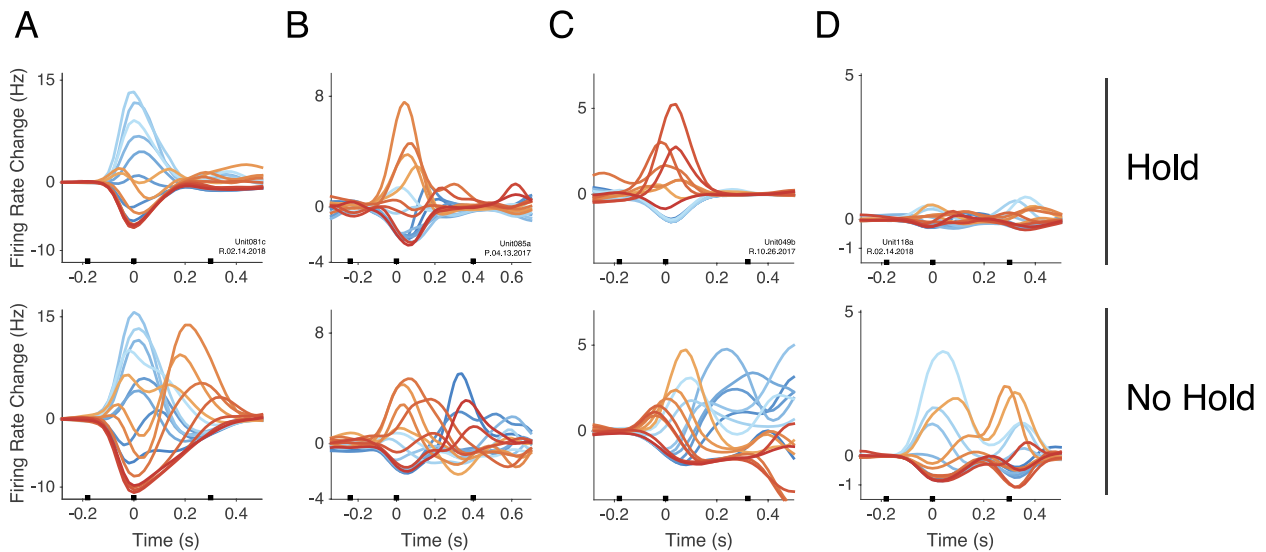 A B C D
Firing Rate Change (Hz)
15
0
-10
-0.2 0 0.2 0.4
Unit081c
R.02.14.2018
8
0
-4
-0.2 0 0.2 0.4 0.6
Unit085a
P.04.13.2017
5
0
-0.2 0 0.2 0.4
Unit049b
R.10.26.2017
5
0
-1
-0.2 0 0.2 0.4
Unit118a
R.02.14.2018
Hold
Firing Rate Change (Hz)
15
0
-10
-0.2 0 0.2 0.4
Time (s)
8
0
-4
-0.2 0 0.2 0.4 0.6
Time (s)
5
0
-0.2 0 0.2 0.4
Time (s)
5
0
-1
-0.2 0 0.2 0.4
Time (s)
No Hold